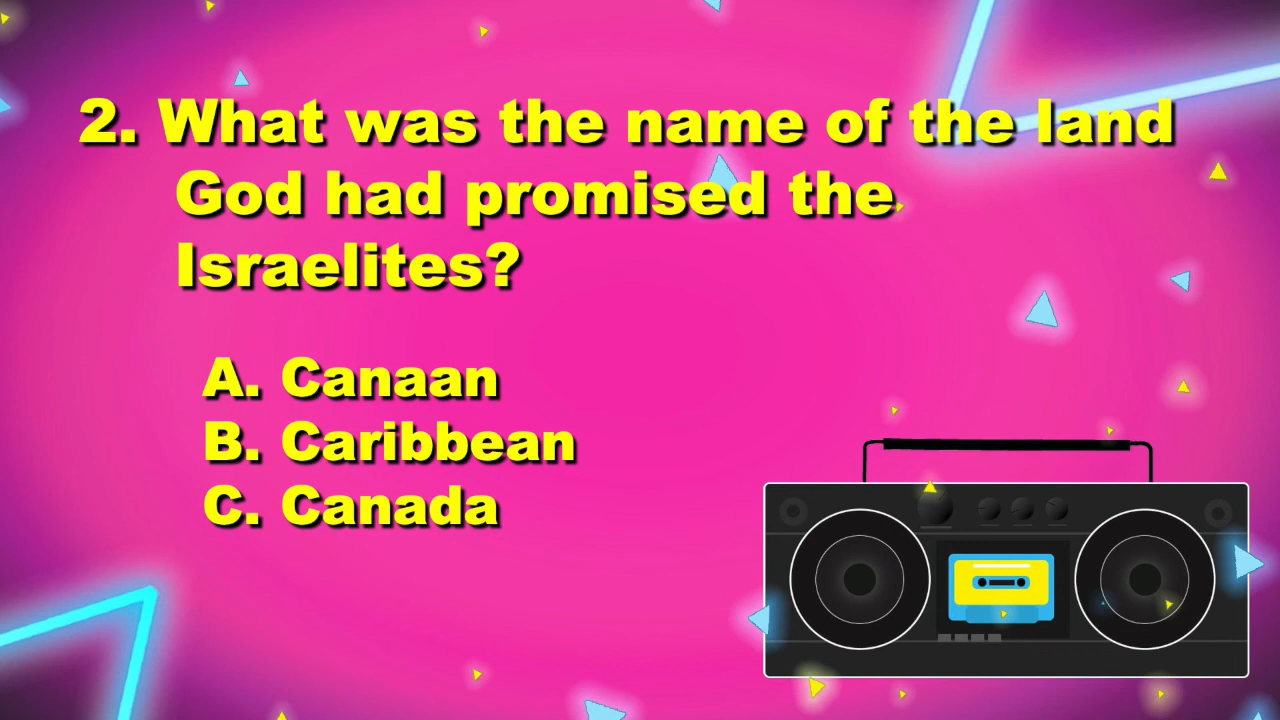 2. What was the name of the land
God had promised the
Israelites?
A. Canaan
B. Caribbean
C. Canada